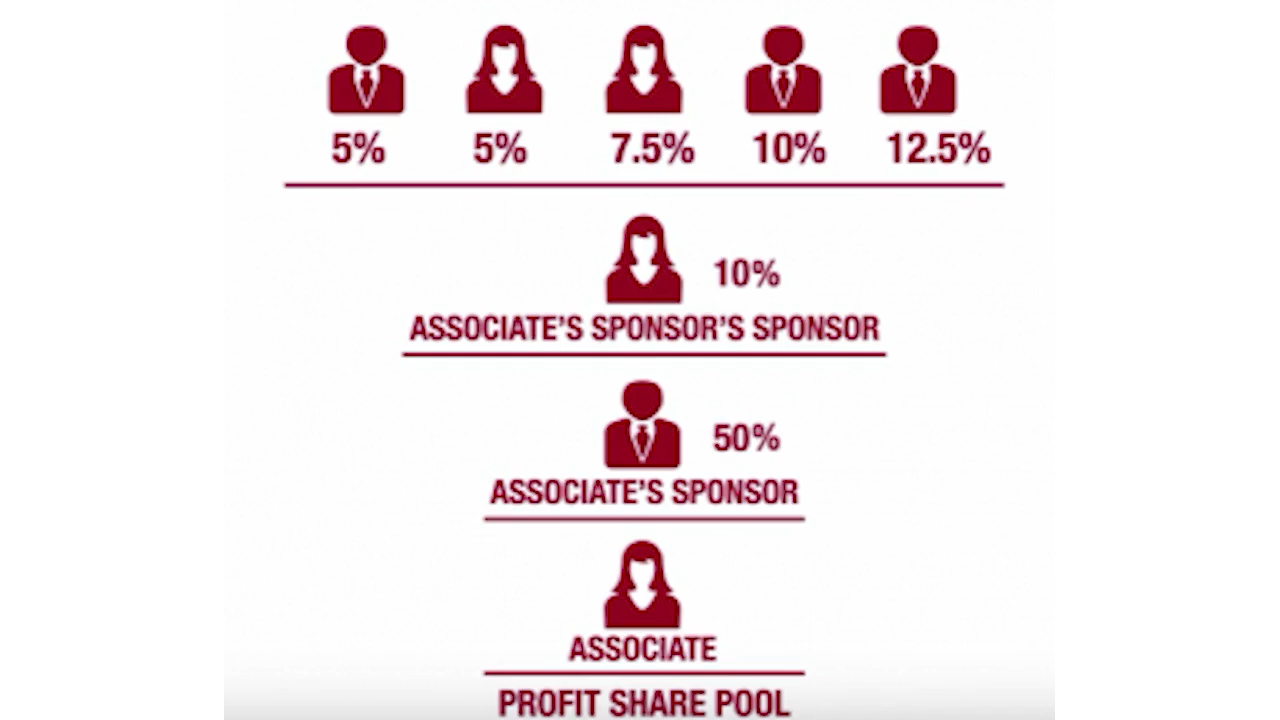 5% 5% 7.5% 10% 12.5%
10%
ASSOCIATE'S SPONSOR'S SPONSOR
50%
ASSOCIATE'S SPONSOR
ASSOCIATE
PROFIT SHARE POOL